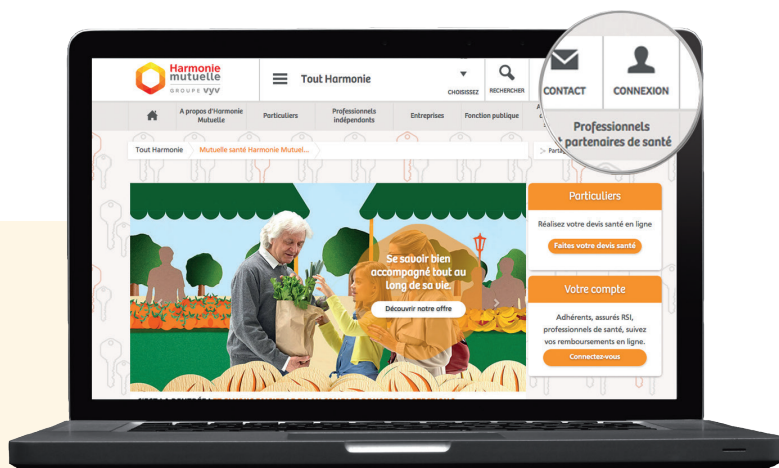 Harmonie
mutuelle
GROUPE vyv
Tout Harmonie
CHOISISSEZ
RECHERCHER
CONTACT
CONNEXION
A propos d'Harmonie
Mutuelle
Particuliers
Professionnels
indépendants
Entreprises
Fonction publique
Professionnels
partenaires de santé
Tout Harmonie
Mutuelle santé Harmonie Mutuel...
Se savoir bien
accompagné tout au
long de sa vie.
Découvrir notre offre
Particuliers
Réalisez votre devis santé en ligne
Faites votre devis santé
Votre compte
Adhérents, assurés RSI,
professionnels de santé, suivez
vos remboursements en ligne.
Connectez-vous